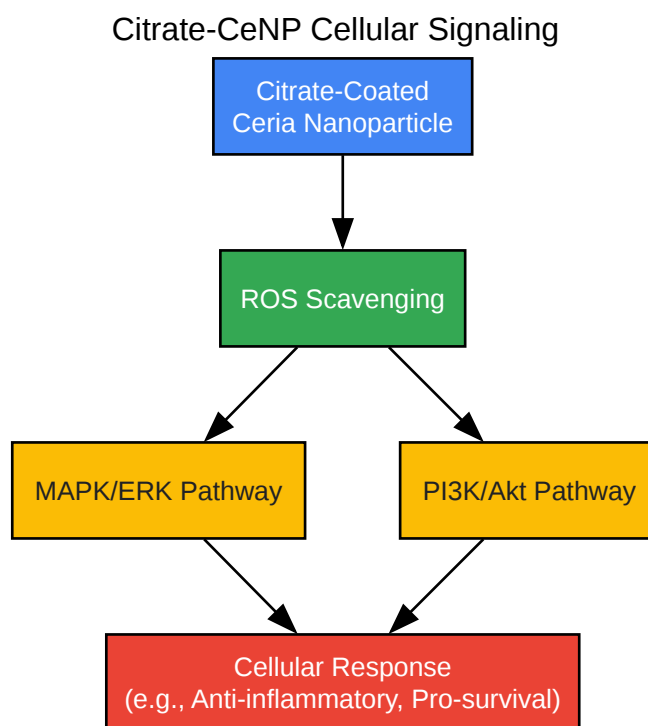 Citrate-CeNP Cellular Signaling
Citrate-Coated
Ceria Nanoparticle
ROS Scavenging
MAPK/ERK Pathway
PI3K/Akt Pathway
Cellular Response
(e.g., Anti-inflammatory, Pro-survival)